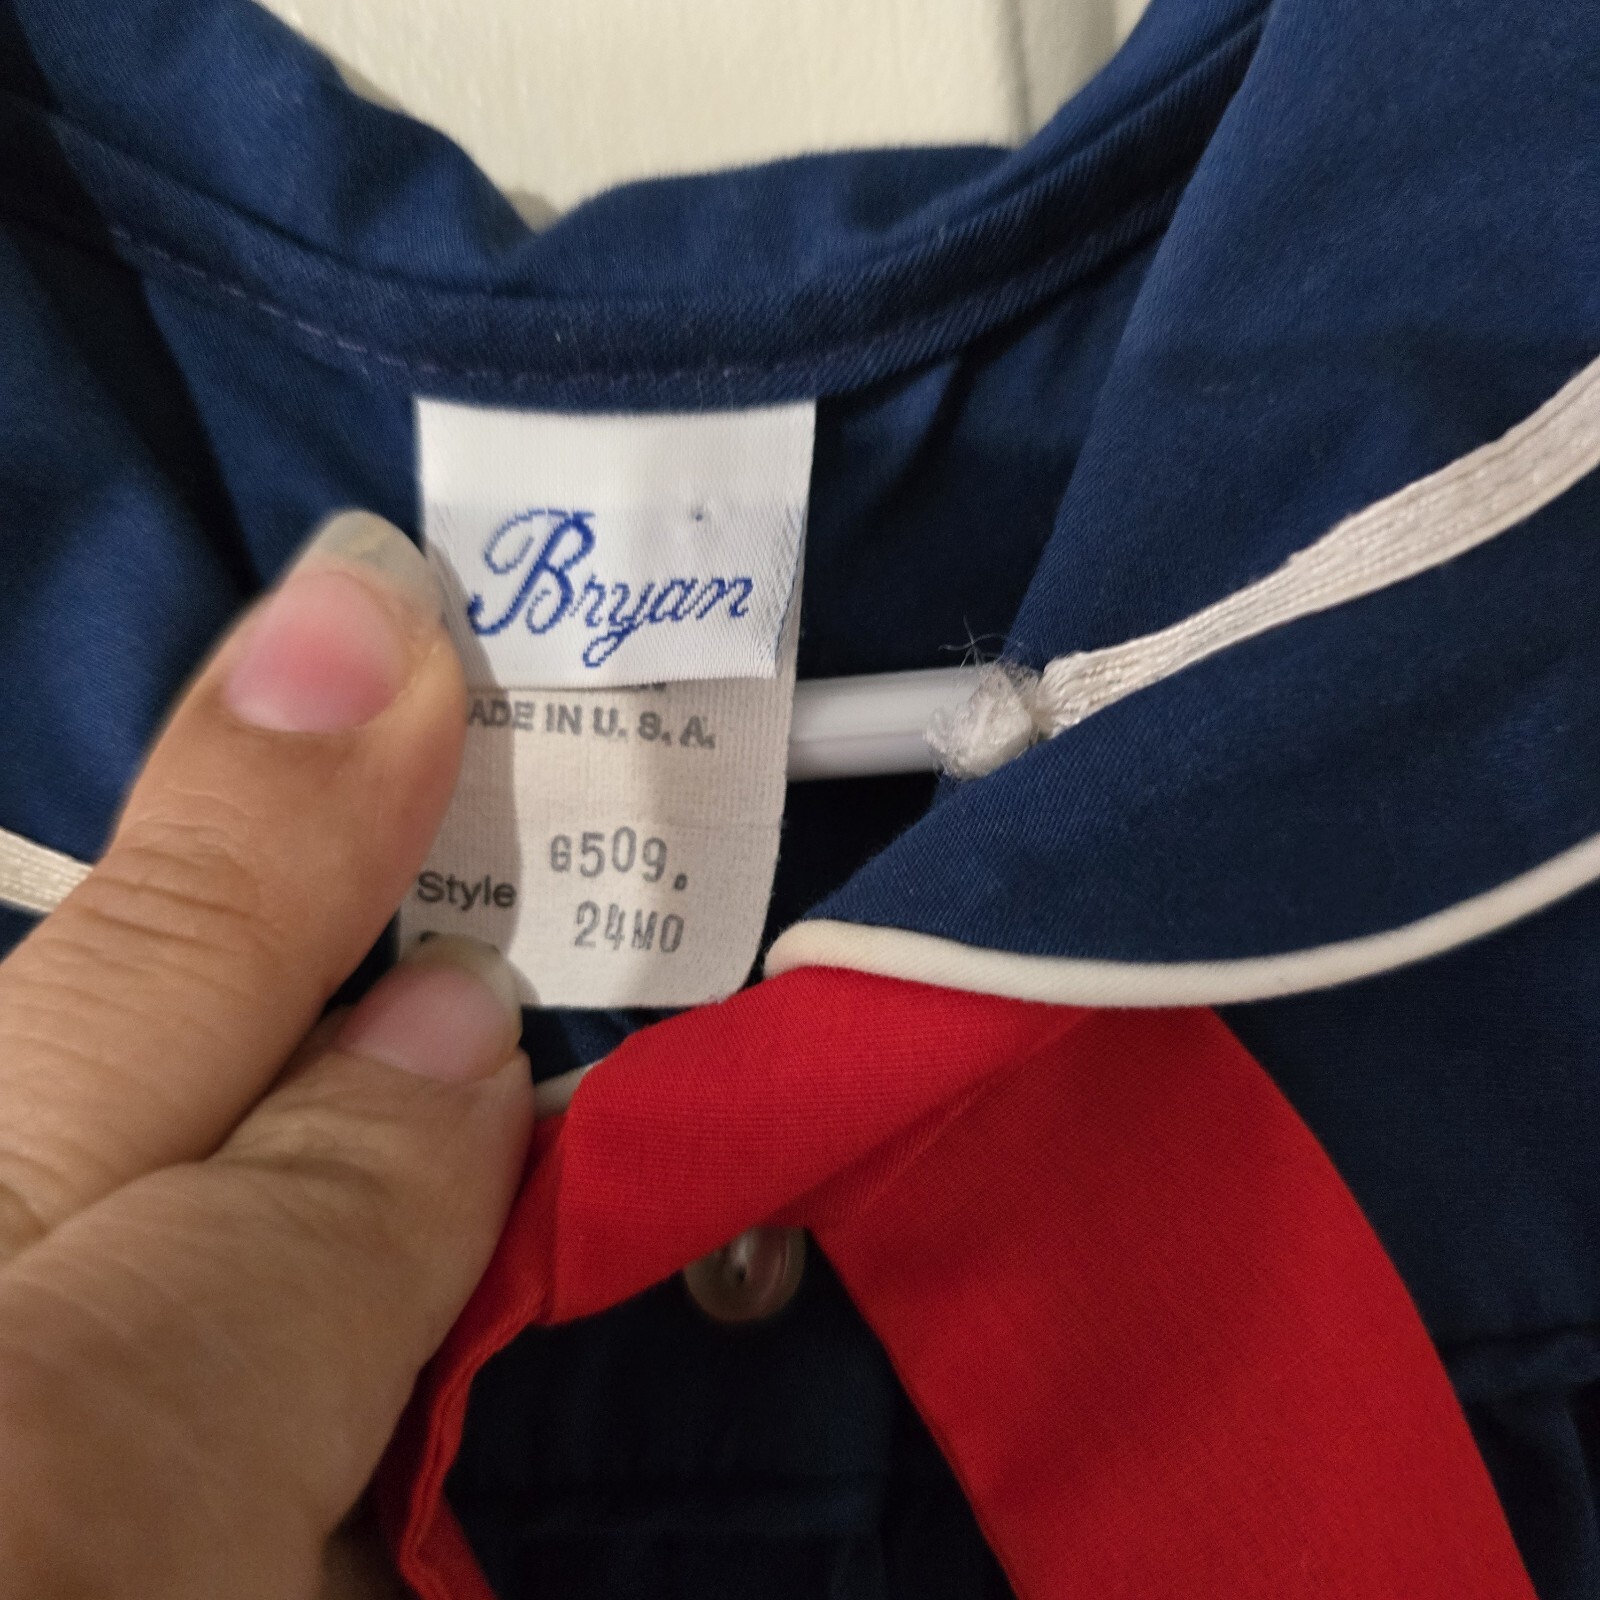 Bryan
ADE IN U. S. A.
G509.
Style
24MO